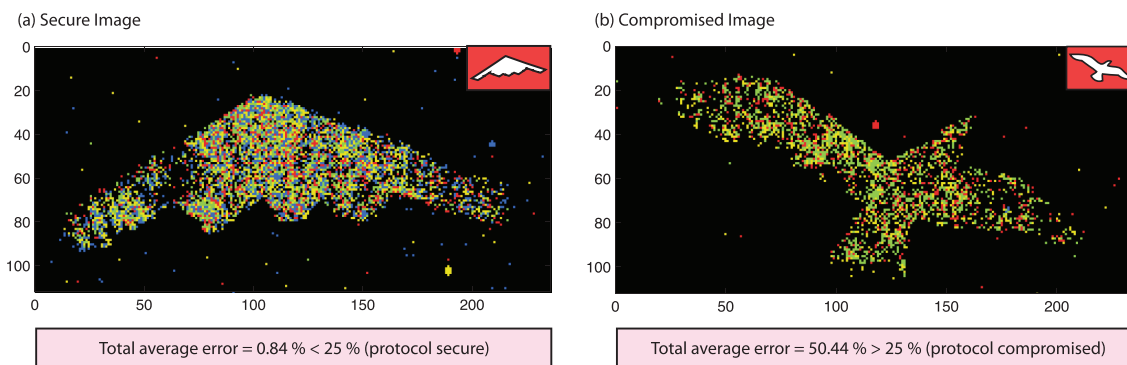 (a) Secure Image
0
20
40
60
80
100
0 50 100 150 200
Total average error = 0.84 % < 25 % (protocol secure)
(b) Compromised Image
0
20
40
60
80
100
0 50 100 150 200
Total average error = 50.44 % > 25 % (protocol compromised)